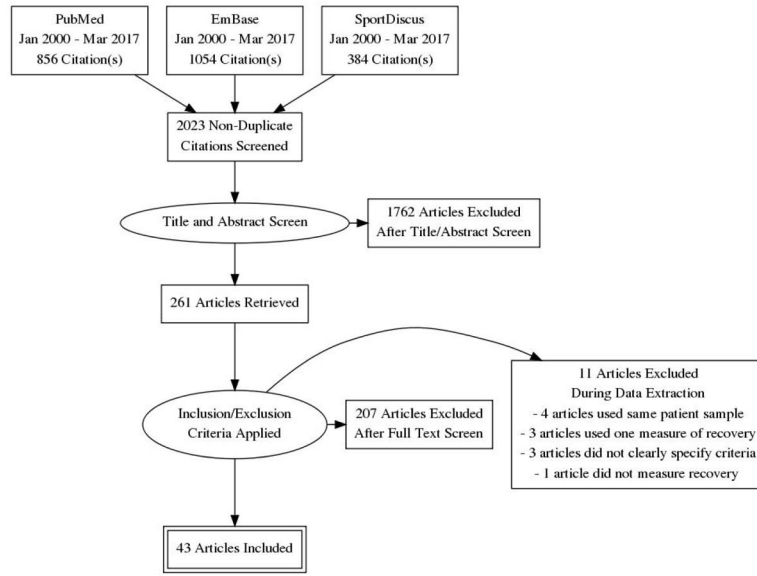 PubMed
Jan 2000 - Mar 2017
856 Citation(s)
EmBase
Jan 2000 - Mar 2017
1054 Citation(s)
SportDiscus
Jan 2000 - Mar 2017
384 Citation(s)
2023 Non-Duplicate
Citations Screened
Title and Abstract Screen
1762 Articles Excluded
After Title/Abstract Screen
261 Articles Retrieved
Inclusion/Exclusion
Criteria Applied
207 Articles Excluded
After Full Text Screen
11 Articles Excluded
During Data Extraction
- 4 articles used same patient sample
- 3 articles used one measure of recovery
- 3 articles did not clearly specify criteria
- 1 article did not measure recovery
43 Articles Included